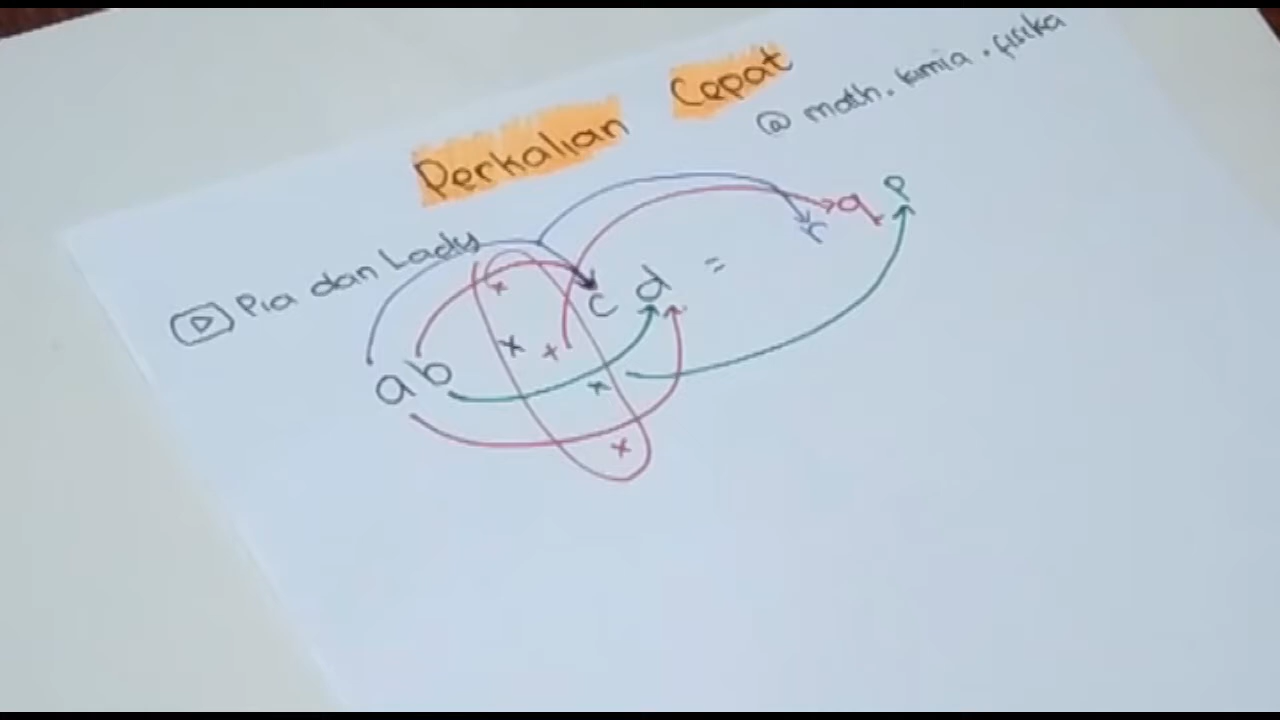 Perkalian Cepat
@ math.kimia.fisika
Pia dan Lady
ab x cd = rqp
x
+
x
x